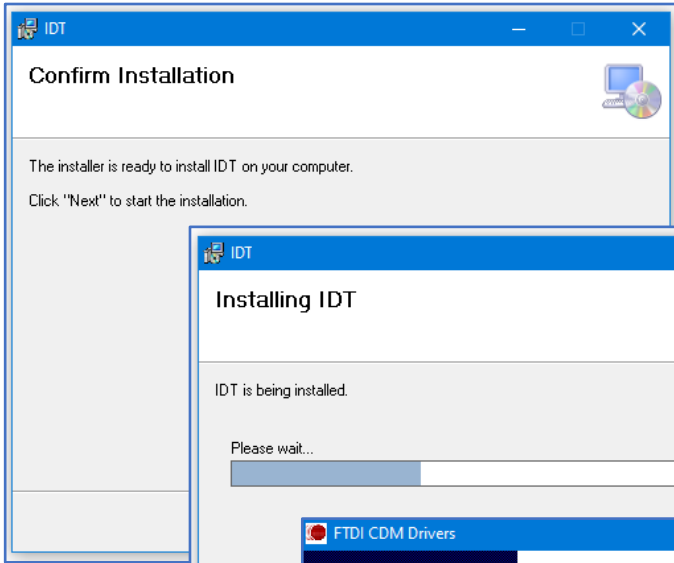 IDT
Confirm Installation
The installer is ready to install IDT on your computer.
Click "Next" to start the installation.
IDT
Installing IDT
IDT is being installed.
Please wait...
FTDI CDM Drivers